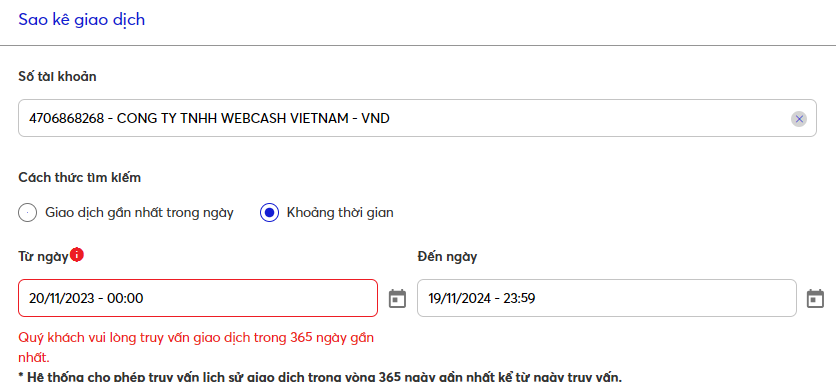 Sao kê giao dịch
Số tài khoản
4706868268 - CONG TY TNHH WEBCASH VIETNAM - VND
Cách thức tìm kiếm
Giao dịch gần nhất trong ngày
Khoảng thời gian
Từ ngày
Đến ngày
20/11/2023 - 00:00
19/11/2024 - 23:59
Quý khách vui lòng truy vấn giao dịch trong 365 ngày gần
nhất.
* Hệ thống cho phép truy vấn lịch sử giao dịch trong vòng 365 ngày gần nhất kể từ ngày truy vấn.